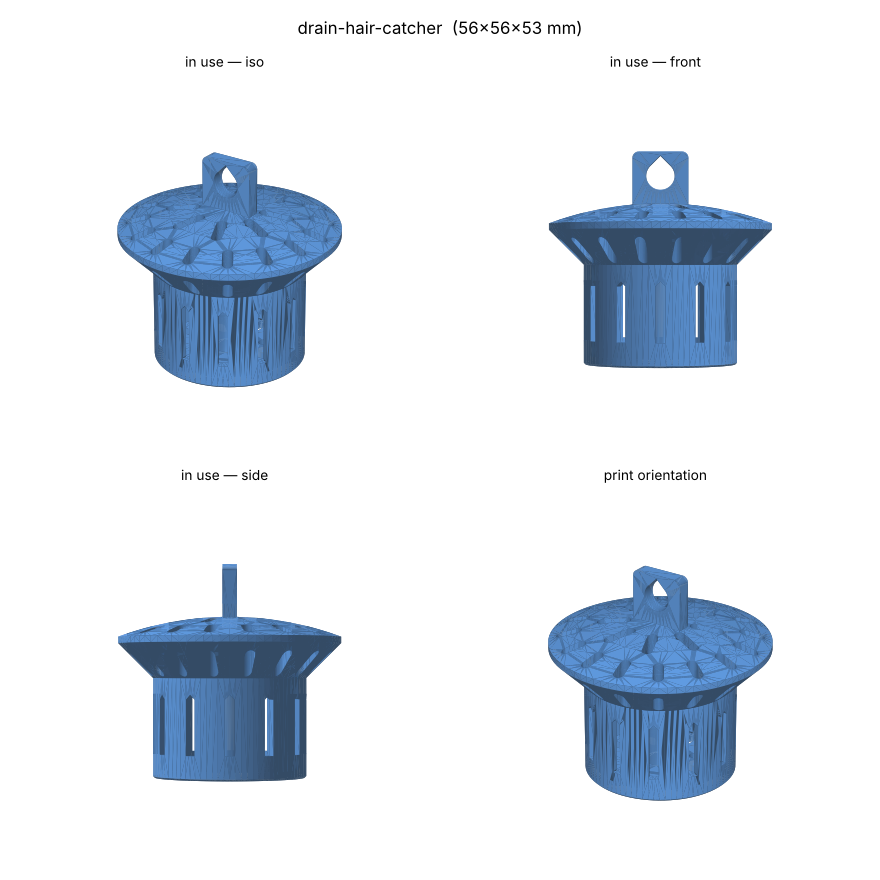 drain-hair-catcher  (56×56×53 mm)
in use — iso
in use — front
in use — side
print orientation